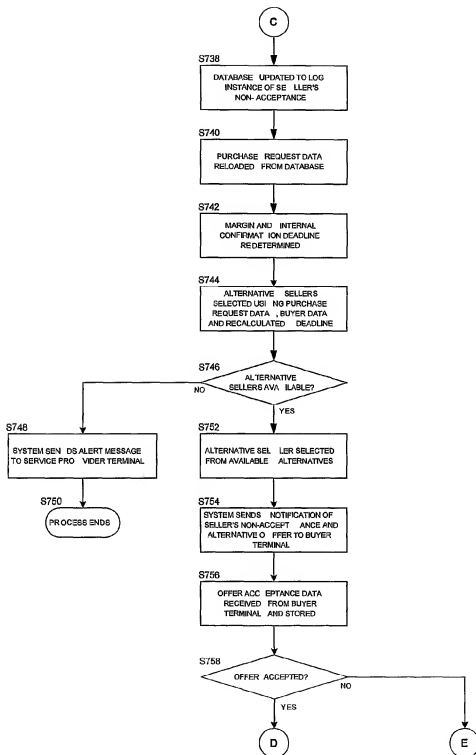 C
S738
DATABASE UPDATED TO LOG
INSTANCE OF SE LLER'S
NON- ACCEPTANCE
S740
PURCHASE REQUEST DATA
RELOADED FROM DATABASE
S742
MARGIN AND INTERNAL
CONFIRMAT ION DEADLINE
REDETERMINED
S744
ALTERNATIVE SELLERS
SELECTED USI NG PURCHASE
REQUEST DATA , BUYER DATA
AND RECALCULATED DEADLINE
S746
ALTERNATIVE
SELLERS AVA ILABLE?
NO
YES
S748
SYSTEM SEN DS ALERT MESSAGE
TO SERVICE PRO VIDER TERMINAL
S750
PROCESS ENDS
S752
ALTERNATIVE SEL LER SELECTED
FROM AVAILABLE ALTERNATIVES
S754
SYSTEM SENDS NOTIFICATION OF
SELLER'S NON-ACCEPT ANCE AND
ALTERNATIVE O FFER TO BUYER
TERMINAL
S756
OFFER ACC EPTANCE DATA
RECEIVED FROM BUYER
TERMINAL AND STORED
S758
OFFER ACCEPTED?
NO
YES
D
E